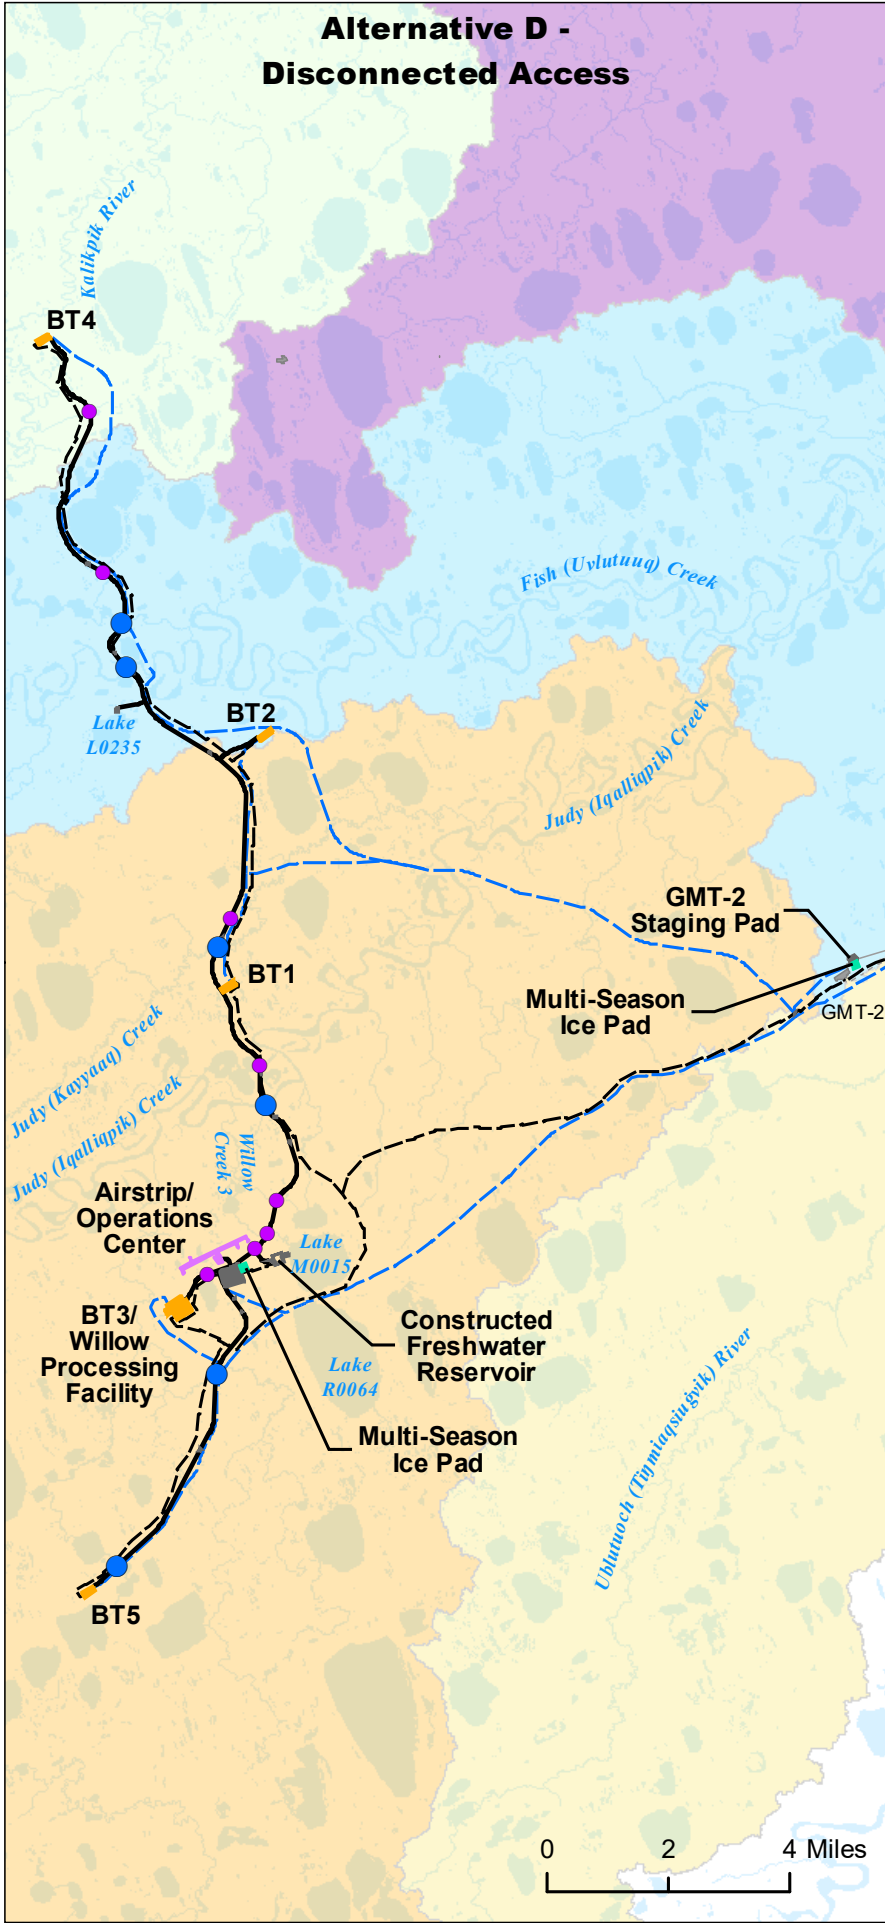 Alternative D -
Disconnected Access
Kalikpik River
BT4
Fish (Uvlutuuq) Creek
BT2
Lake
L0235
Judy (Iqalliqpik) Creek
GMT-2
Staging Pad
BT1
Multi-Season
Ice Pad
GMT-2
Judy (Kayyaaq) Creek
Judy (Iqalliqpik) Creek
Willow
Creek 3
Airstrip/
Operations
Center
Lake
M0015
BT3/
Willow
Processing
Facility
Constructed
Freshwater
Reservoir
Lake
R0064
Multi-Season
Ice Pad
Ublutuoch (Tiŋmiaqsiuġvik) River
BT5
0 2 4 Miles